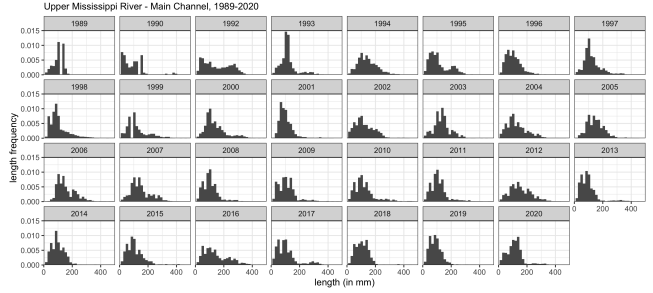 Upper Mississippi River - Main Channel, 1989-2020
1989 1990 1992 1993 1994 1995 1996 1997
0.015
0.010
0.005
0.000
1998 1999 2000 2001 2002 2003 2004 2005
0.015
0.010
0.005
0.000
length frequency
2006 2007 2008 2009 2010 2011 2012 2013
0.015
0.010
0.005
0.000
0 200 400
2014 2015 2016 2017 2018 2019 2020
0.015
0.010
0.005
0.000
0 200 400 0 200 400 0 200 400 0 200 400 0 200 400 0 200 400 0 200 400
length (in mm)